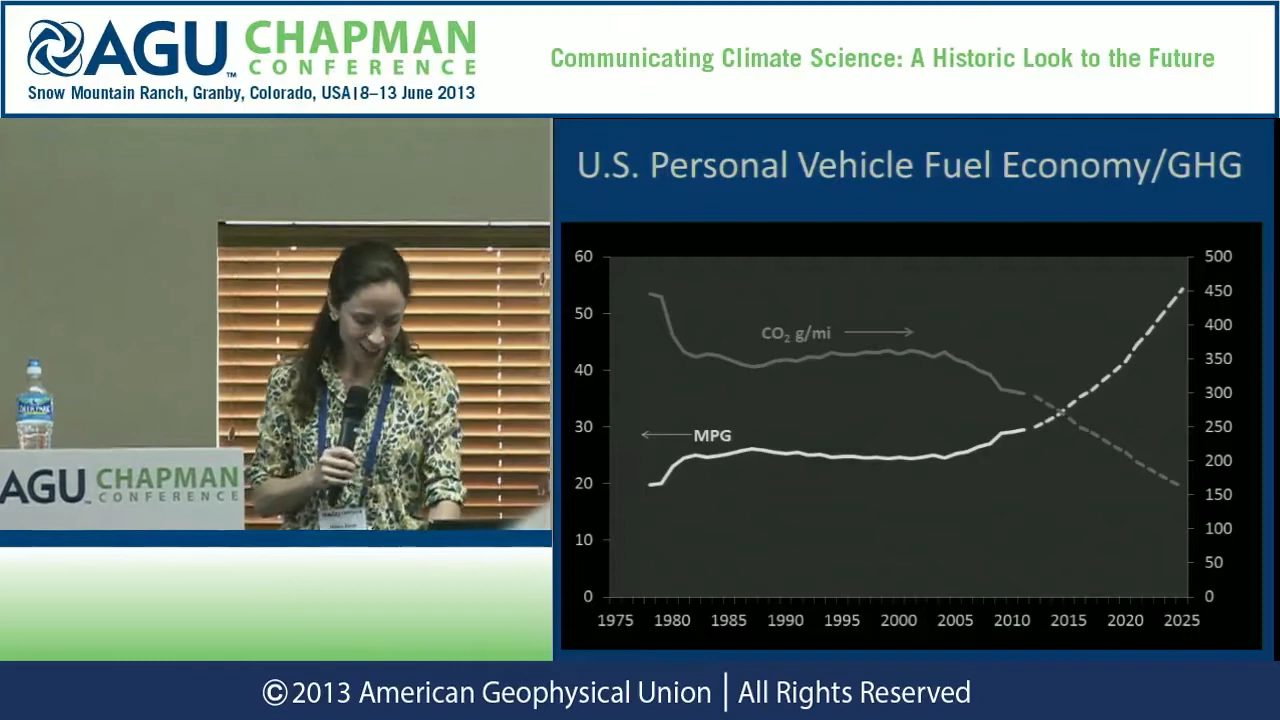 AGU CHAPMAN
CONFERENCE
™
Snow Mountain Ranch, Granby, Colorado, USA | 8–13 June 2013
Communicating Climate Science: A Historic Look to the Future
U.S. Personal Vehicle Fuel Economy/GHG
60
50
40
30
20
10
0
500
450
400
350
300
250
200
150
100
50
0
CO₂ g/mi
MPG
1975 1980 1985 1990 1995 2000 2005 2010 2015 2020 2025
DEER PARK
AGU CHAPMAN
CONFERENCE
©2013 American Geophysical Union | All Rights Reserved